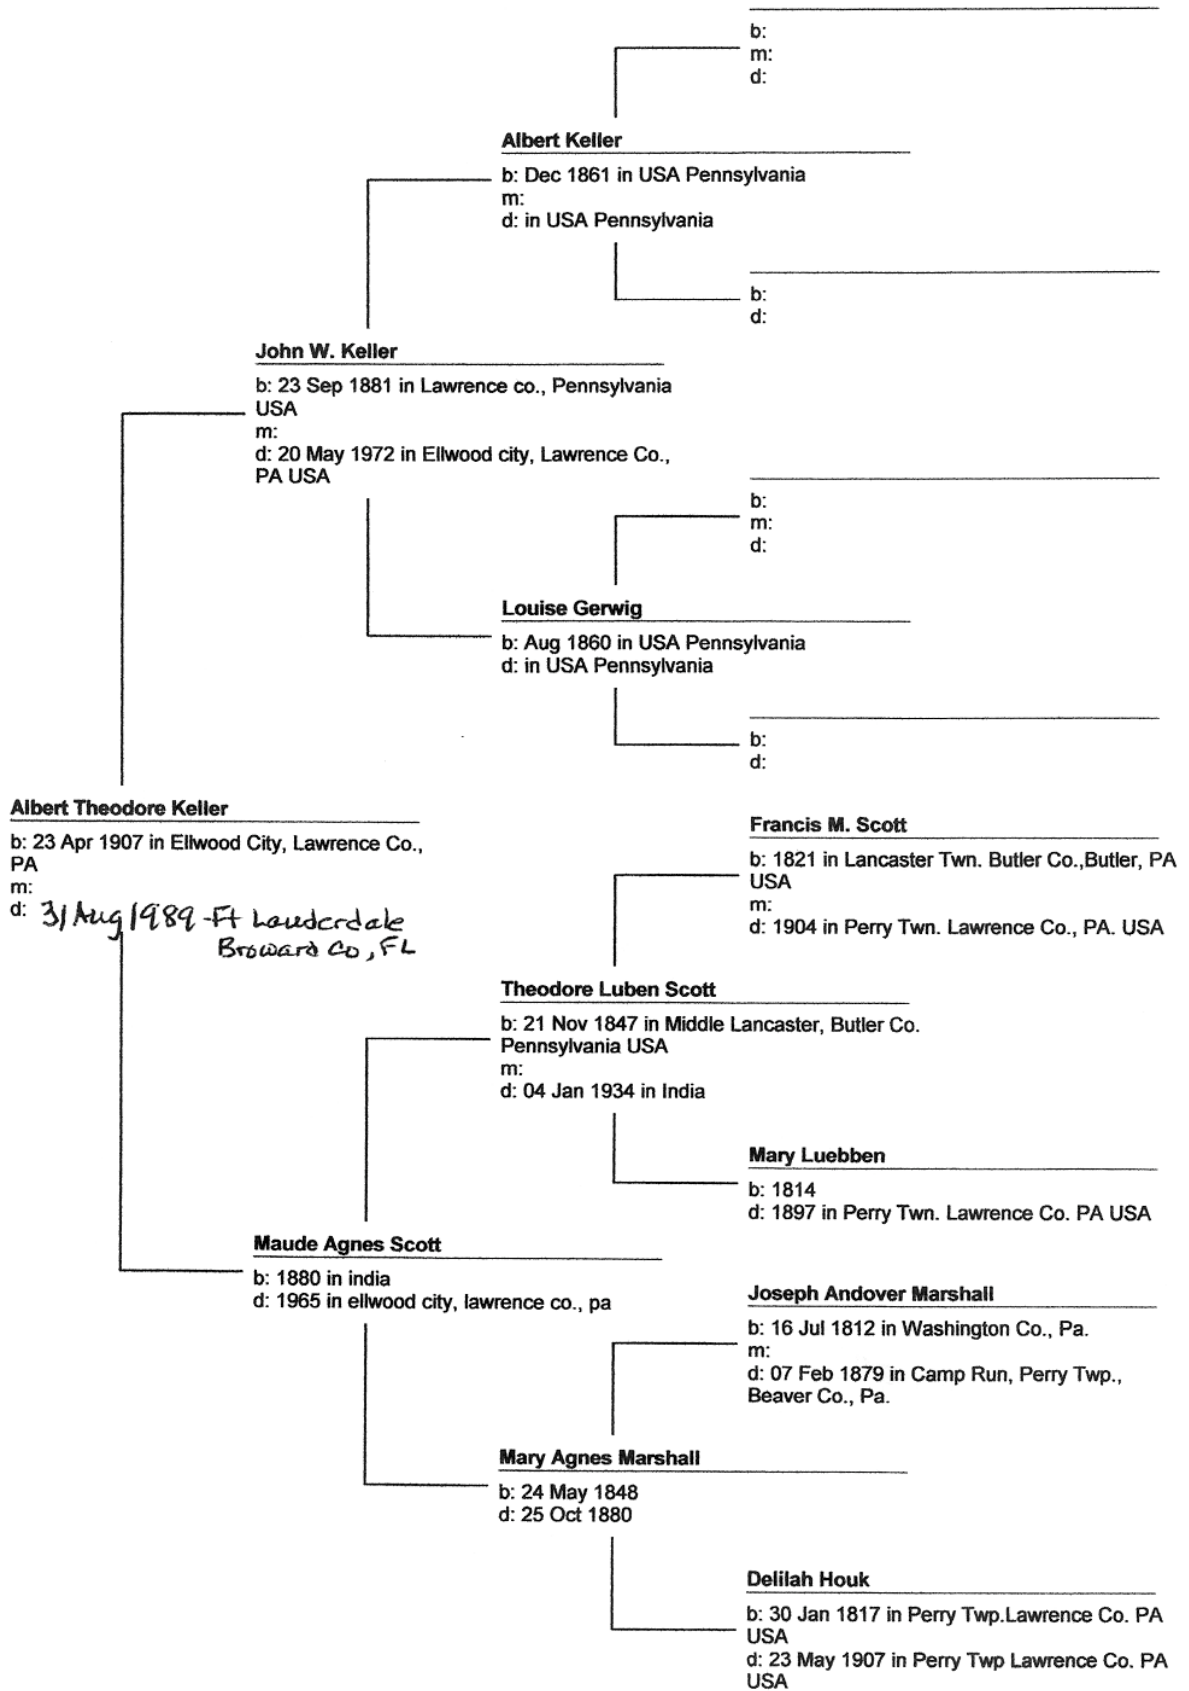 b:
m:
d:
Albert Keller
b: Dec 1861 in USA Pennsylvania
m:
d: in USA Pennsylvania
b:
d:
John W. Keller
b: 23 Sep 1881 in Lawrence co., Pennsylvania
USA
m:
d: 20 May 1972 in Ellwood city, Lawrence Co.,
PA USA
b:
m:
d:
Louise Gerwig
b: Aug 1860 in USA Pennsylvania
d: in USA Pennsylvania
b:
d:
Albert Theodore Keller
b: 23 Apr 1907 in Ellwood City, Lawrence Co.,
PA
m:
d: 31 Aug 1989 - Ft Lauderdale
Broward Co, FL
Francis M. Scott
b: 1821 in Lancaster Twn. Butler Co.,Butler, PA
USA
m:
d: 1904 in Perry Twn. Lawrence Co., PA. USA
Theodore Luben Scott
b: 21 Nov 1847 in Middle Lancaster, Butler Co.
Pennsylvania USA
m:
d: 04 Jan 1934 in India
Mary Luebben
b: 1814
d: 1897 in Perry Twn. Lawrence Co. PA USA
Maude Agnes Scott
b: 1880 in india
d: 1965 in ellwood city, lawrence co., pa
Joseph Andover Marshall
b: 16 Jul 1812 in Washington Co., Pa.
m:
d: 07 Feb 1879 in Camp Run, Perry Twp.,
Beaver Co., Pa.
Mary Agnes Marshall
b: 24 May 1848
d: 25 Oct 1880
Delilah Houk
b: 30 Jan 1817 in Perry Twp.Lawrence Co. PA
USA
d: 23 May 1907 in Perry Twp Lawrence Co. PA
USA